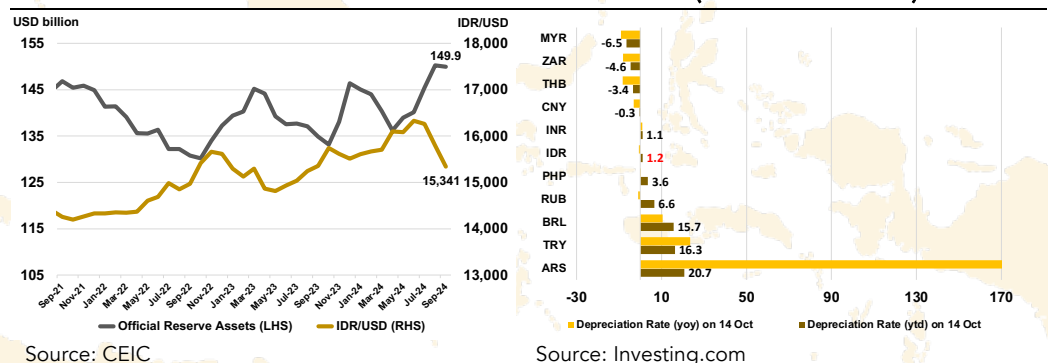 USD billion
IDR/USD
155
145
135
125
115
105
18,000
17,000
16,000
15,000
14,000
13,000
149.9
15,341
Sep-21
Nov-21
Jan-22
Mar-22
May-22
Jul-22
Sep-22
Nov-22
Jan-23
Mar-23
May-23
Jul-23
Sep-23
Nov-23
Jan-24
Mar-24
May-24
Jul-24
Sep-24
Official Reserve Assets (LHS)
IDR/USD (RHS)
Source: CEIC
MYR
ZAR
THB
CNY
INR
IDR
PHP
RUB
BRL
TRY
ARS
-6.5
-4.6
-3.4
-0.3
1.1
1.2
3.6
6.6
15.7
16.3
20.7
-30
10
50
90
130
170
Depreciation Rate (yoy) on 14 Oct
Depreciation Rate (ytd) on 14 Oct
Source: Investing.com